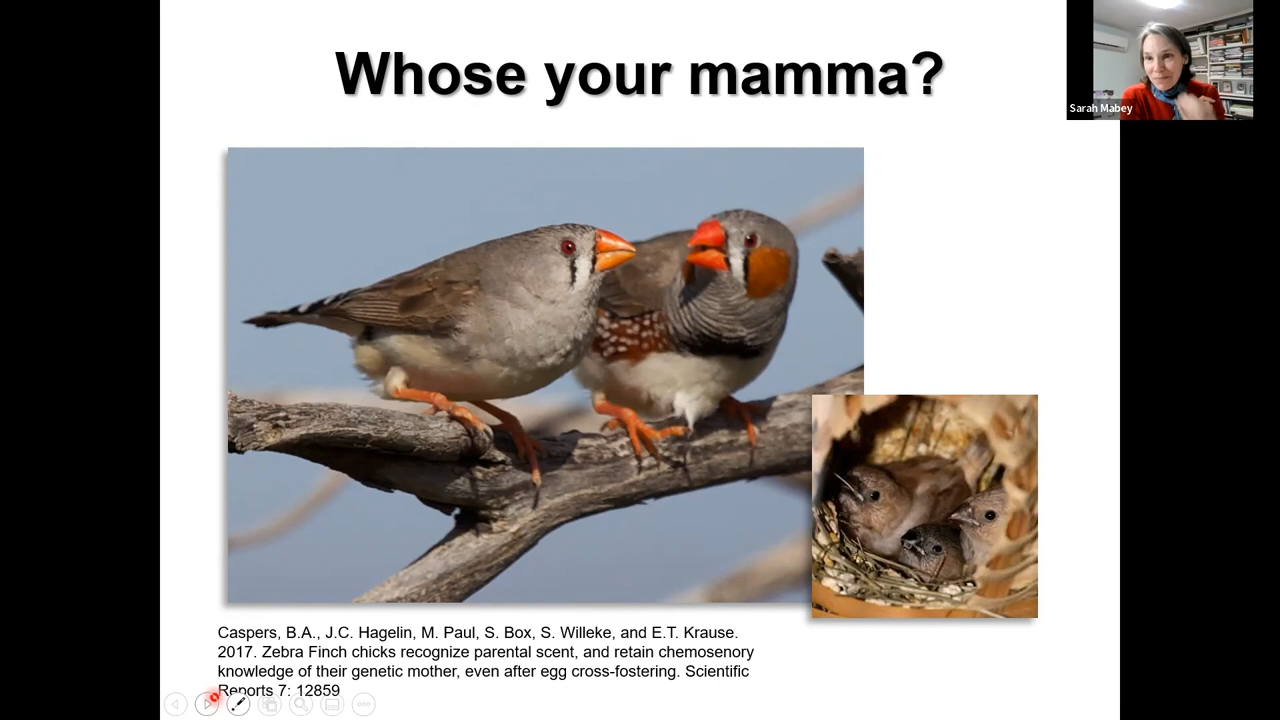 Whose your mamma?
Sarah Mabey
Caspers, B.A., J.C. Hagelin, M. Paul, S. Box, S. Willeke, and E.T. Krause.
2017. Zebra Finch chicks recognize parental scent, and retain chemosenory
knowledge of their genetic mother, even after egg cross-fostering. Scientific
Reports 7: 12859